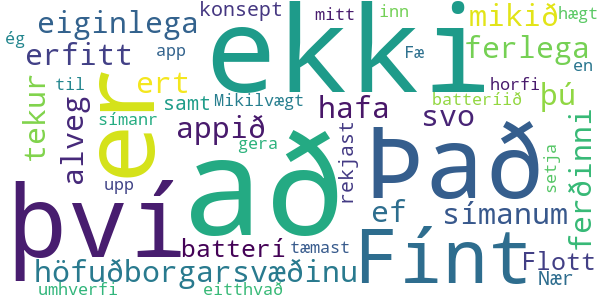 konsept mitt inn mikið hægt
ég eiginlega ekki
erfitt app Fæ ferlega
til en
tekur er ert samt Mikilvægt horfi
batteríið þú
alveg símanr appið hafa svo
að Það
gera rekjast setja ferðinni
því upp ef símanum
batterí tæmast Fínt Flott
höfuðborgarsvæðinu Nær
umhverfi eitthvað